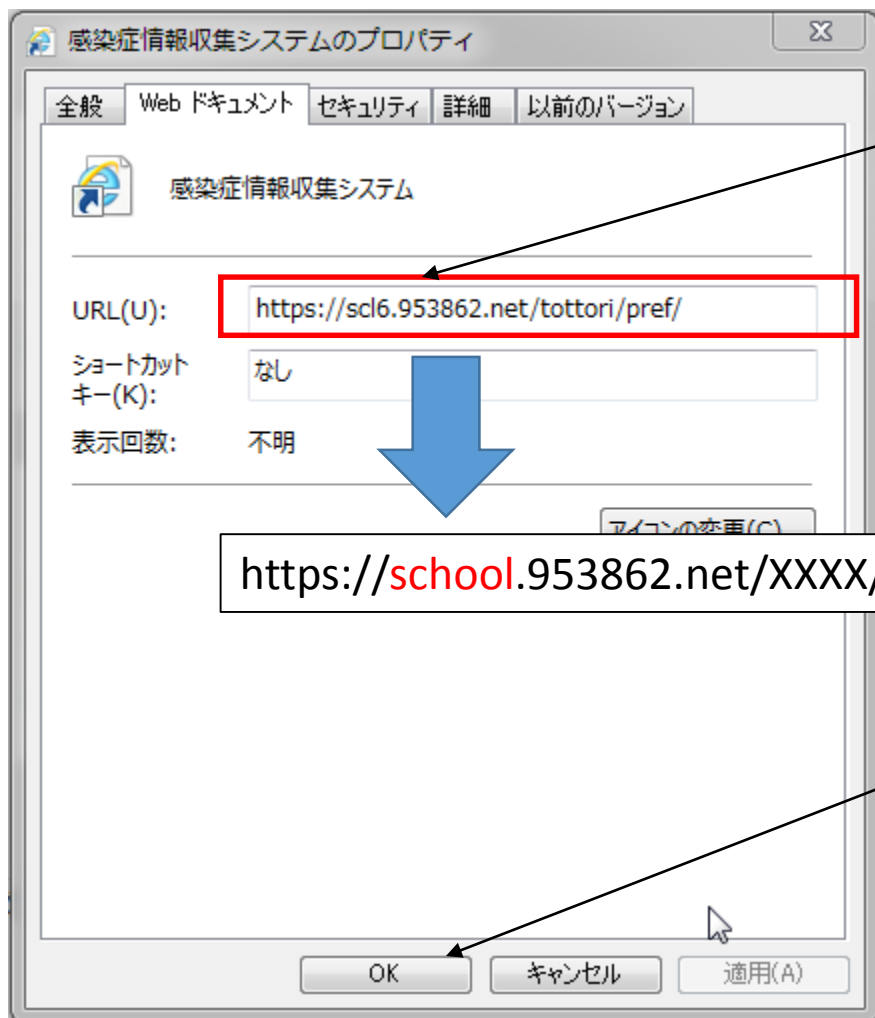 感染症情報収集システムのプロパティ
全般 Web ドキュメント セキュリティ 詳細 以前のバージョン
感染症情報収集システム
URL(U): https://scl6.953862.net/tottori/pref/
ショートカット
キー(K): なし
表示回数: 不明
アイコンの変更(C)...
https://school.953862.net/XXXX/
OK キャンセル 適用(A)